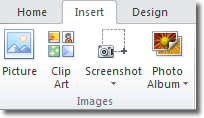 Home Insert Design
Picture Clip Screenshot Photo
Art Album
Images